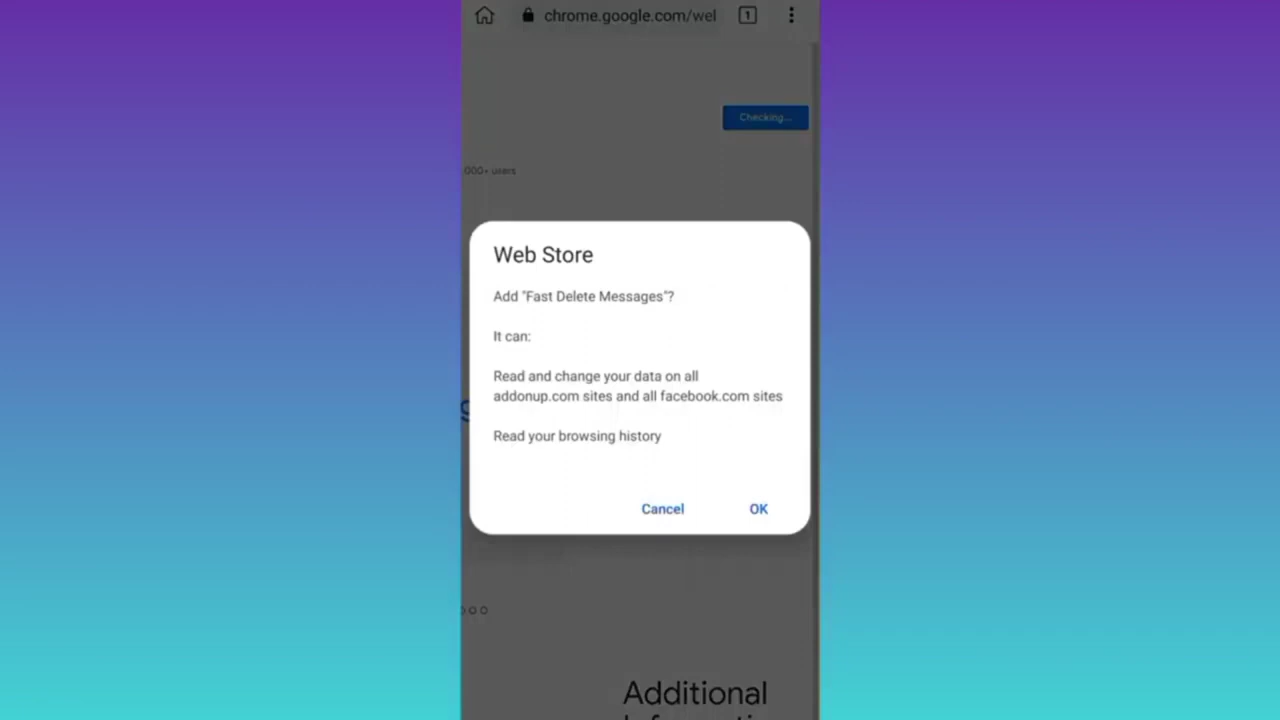 chrome.google.com/wel
1
Checking...
000+ users
Web Store
Add "Fast Delete Messages"?
It can:
Read and change your data on all
addonup.com sites and all facebook.com sites
Read your browsing history
Cancel
OK
Additional